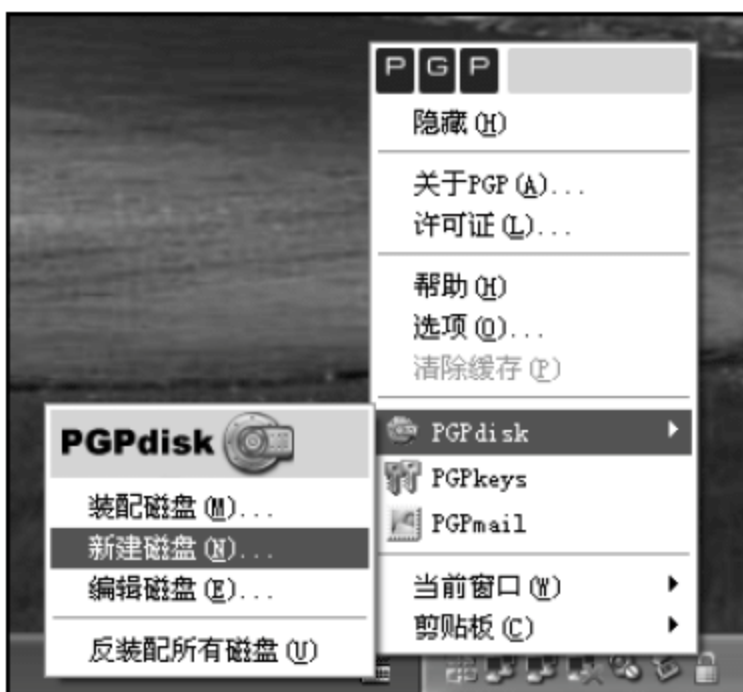 PGP
隐藏(H)
关于PGP(A)...
许可证(L)...
帮助(H)
选项(O)...
清除缓存(P)
PGPdisk
PGPkeys
PGPmail
当前窗口(W)
剪贴板(C)
PGPdisk
装配磁盘(M)...
新建磁盘(N)...
编辑磁盘(E)...
反装配所有磁盘(U)